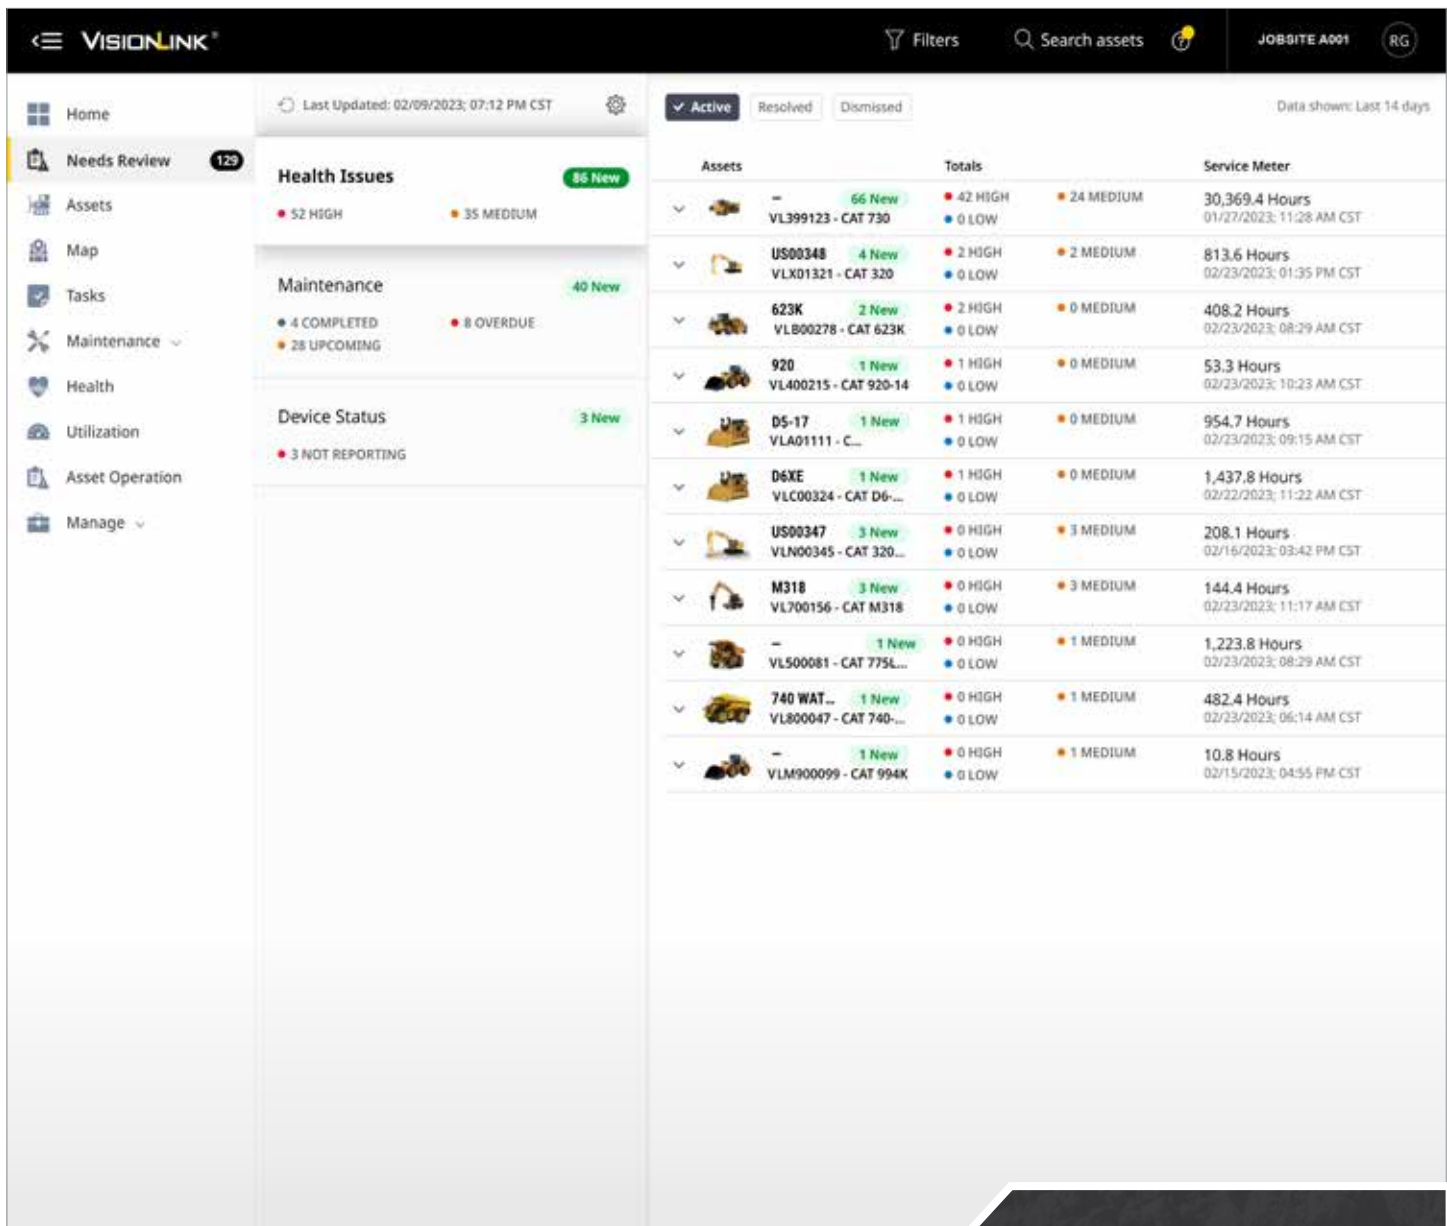 VISIONLINK®
Filters
Search assets
JOBSITE A001
RG
Home
Needs Review 129
Assets
Map
Tasks
Maintenance
Health
Utilization
Asset Operation
Manage
Last Updated: 02/09/2023; 07:12 PM CST
Health Issues 86 New
52 HIGH 35 MEDIUM
Maintenance 40 New
4 COMPLETED 8 OVERDUE
28 UPCOMING
Device Status 3 New
3 NOT REPORTING
Active Resolved Dismissed Data shown: Last 14 days
Assets Totals Service Meter
– 66 New 42 HIGH 24 MEDIUM 30,369.4 Hours
VL399123 - CAT 730 0 LOW 01/27/2023; 11:28 AM CST
US00348 4 New 2 HIGH 2 MEDIUM 813.6 Hours
VLX01321 - CAT 320 0 LOW 02/23/2023; 01:35 PM CST
623K 2 New 2 HIGH 0 MEDIUM 408.2 Hours
VLB00278 - CAT 623K 0 LOW 02/23/2023; 08:29 AM CST
920 1 New 1 HIGH 0 MEDIUM 53.3 Hours
VL400215 - CAT 920-14 0 LOW 02/23/2023; 10:23 AM CST
D5-17 1 New 1 HIGH 0 MEDIUM 954.7 Hours
VLA01111 - C... 0 LOW 02/23/2023; 09:15 AM CST
D6XE 1 New 1 HIGH 0 MEDIUM 1,437.8 Hours
VLC00324 - CAT D6-... 0 LOW 02/22/2023; 11:22 AM CST
US00347 3 New 0 HIGH 3 MEDIUM 208.1 Hours
VLN00345 - CAT 320... 0 LOW 02/16/2023; 03:42 PM CST
M318 3 New 0 HIGH 3 MEDIUM 144.4 Hours
VL700156 - CAT M318 0 LOW 02/23/2023; 11:17 AM CST
– 1 New 0 HIGH 1 MEDIUM 1,223.8 Hours
VL500081 - CAT 775L... 0 LOW 02/23/2023; 08:29 AM CST
740 WAT... 1 New 0 HIGH 1 MEDIUM 482.4 Hours
VL800047 - CAT 740-... 0 LOW 02/23/2023; 06:14 AM CST
– 1 New 0 HIGH 1 MEDIUM 10.8 Hours
VLM900099 - CAT 994K 0 LOW 02/15/2023; 04:55 PM CST